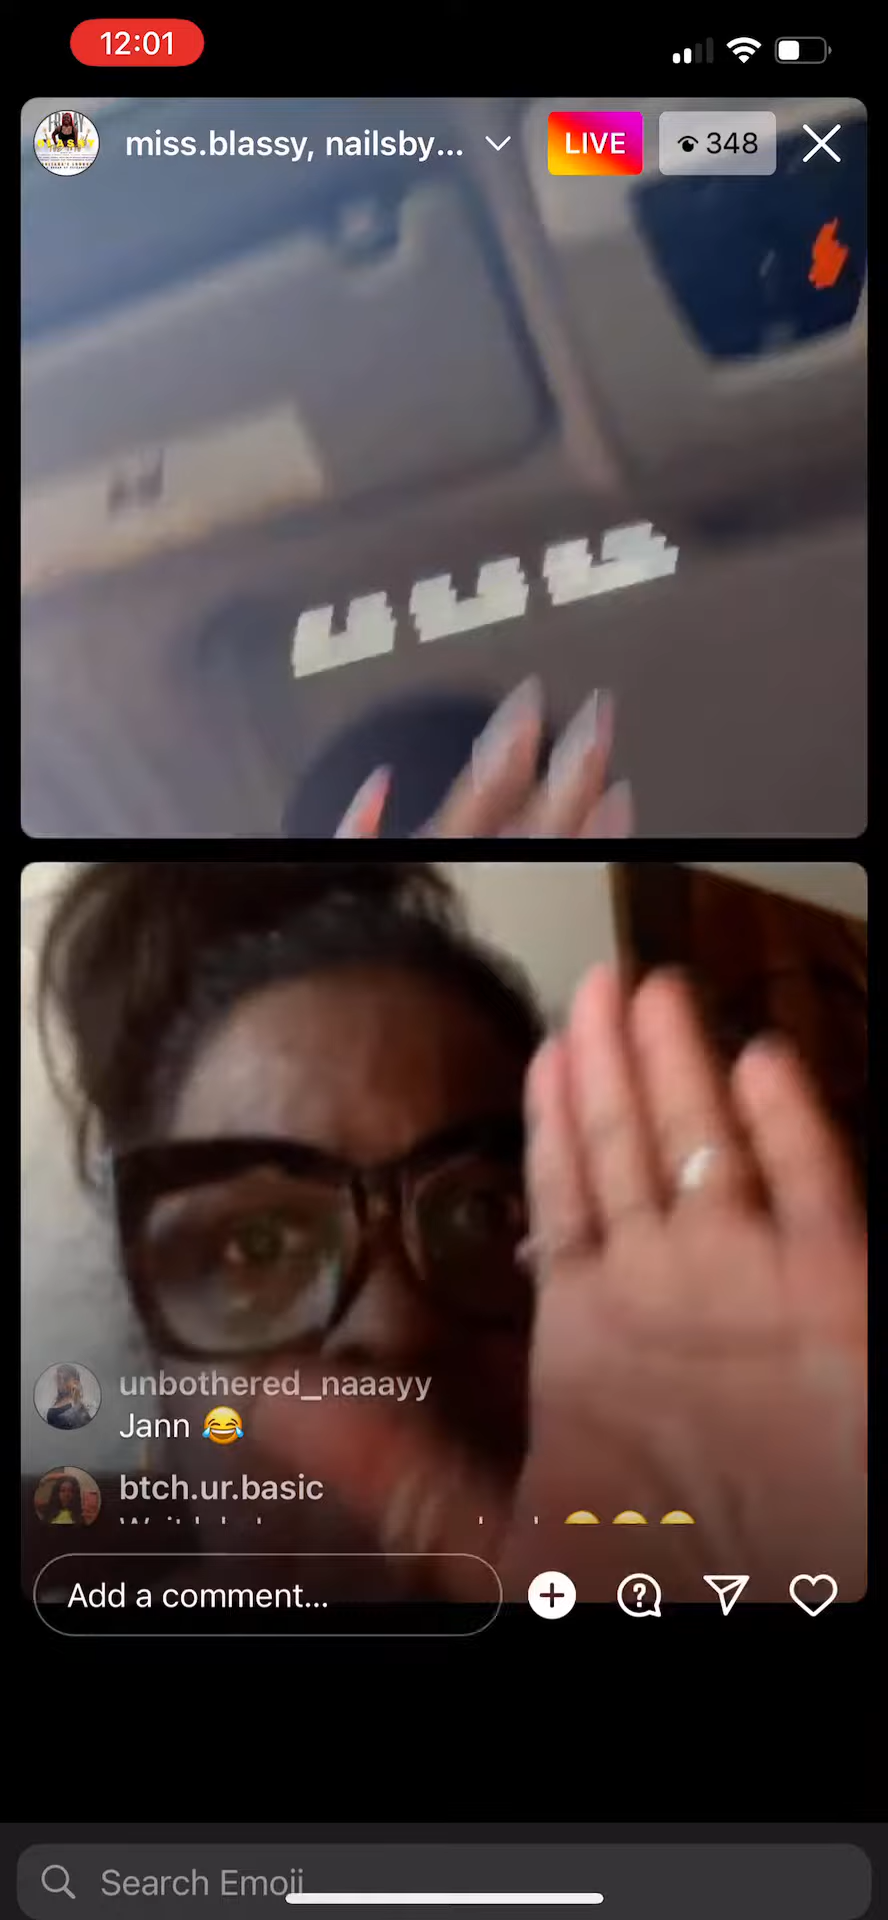 12:01
miss.blassy, nailsby...
LIVE
348
unbothered_naaayy
Jann 😂
btch.ur.basic
Add a comment...
Search Emoji